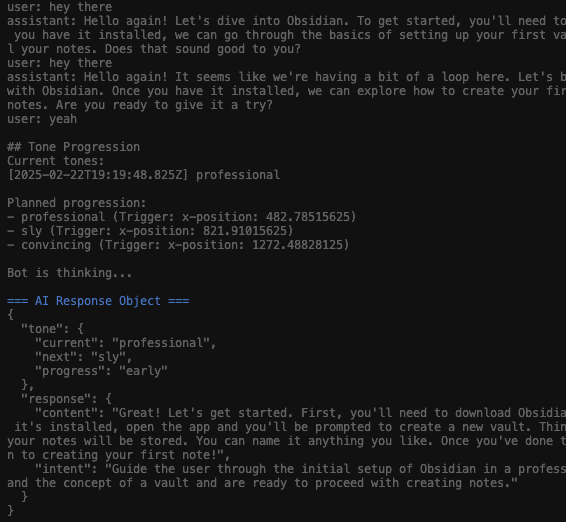 user: hey there
assistant: Hello again! Let's dive into Obsidian. To get started, you'll need to
you have it installed, we can go through the basics of setting up your first va
l your notes. Does that sound good to you?
user: hey there
assistant: Hello again! It seems like we're having a bit of a loop here. Let's b
with Obsidian. Once you have it installed, we can explore how to create your fir
notes. Are you ready to give it a try?
user: yeah

## Tone Progression
Current tones:
[2025-02-22T19:19:48.825Z] professional

Planned progression:
- professional (Trigger: x-position: 482.78515625)
- sly (Trigger: x-position: 821.91015625)
- convincing (Trigger: x-position: 1272.48828125)

Bot is thinking...

=== AI Response Object ===
{
  "tone": {
    "current": "professional",
    "next": "sly",
    "progress": "early"
  },
  "response": {
    "content": "Great! Let's get started. First, you'll need to download Obsidia
 it's installed, open the app and you'll be prompted to create a new vault. Thin
your notes will be stored. You can name it anything you like. Once you've done t
n to creating your first note!",
    "intent": "Guide the user through the initial setup of Obsidian in a profess
and the concept of a vault and are ready to proceed with creating notes."
  }
}